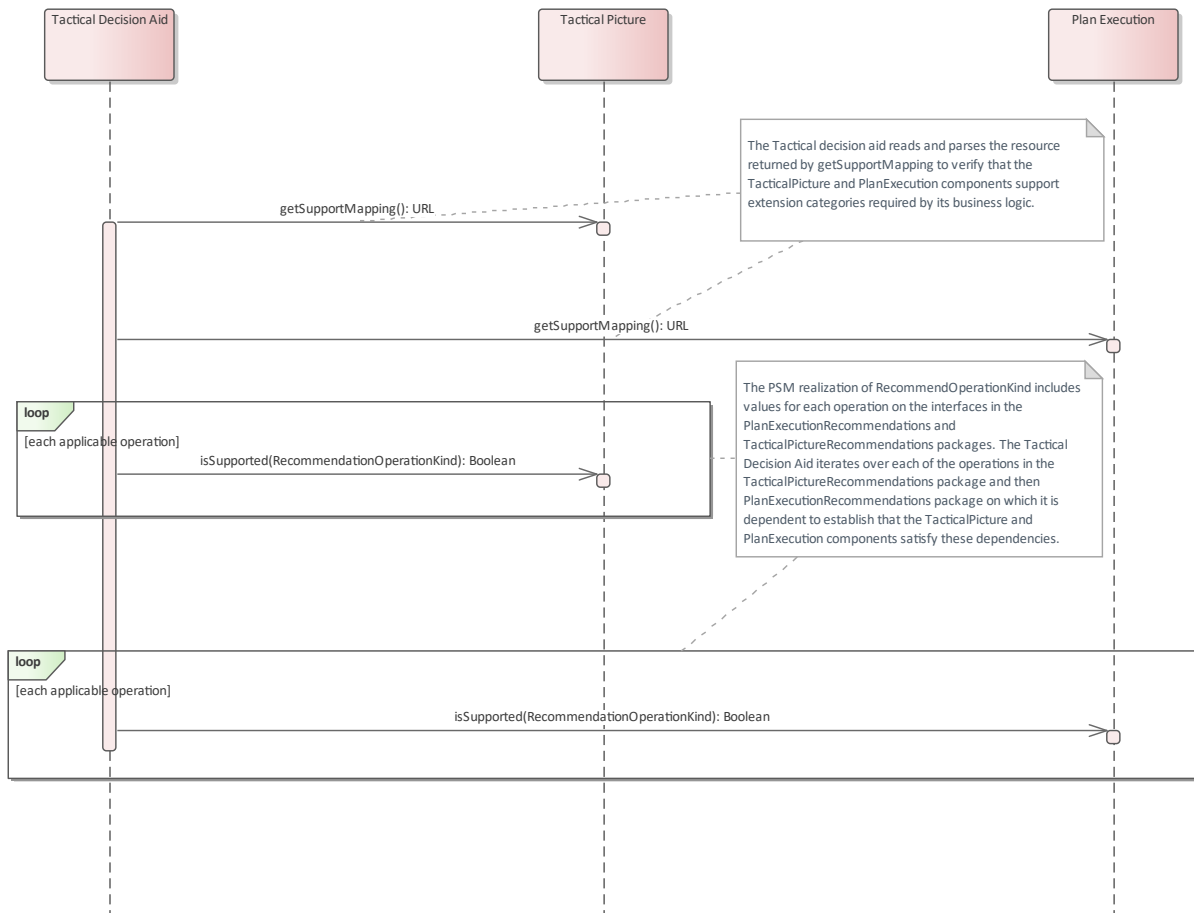 Tactical Decision Aid
Tactical Picture
Plan Execution
The Tactical decision aid reads and parses the resource
returned by getSupportMapping to verify that the
TacticalPicture and PlanExecution components support
extension categories required by its business logic.
getSupportMapping(): URL
getSupportMapping(): URL
The PSM realization of RecommendOperationKind includes
values for each operation on the interfaces in the
PlanExecutionRecommendations and
TacticalPictureRecommendations packages. The Tactical
Decision Aid iterates over each of the operations in the
TacticalPictureRecommendations package and then
PlanExecutionRecommendations package on which it is
dependent to establish that the TacticalPicture and
PlanExecution components satisfy these dependencies.
loop
[each applicable operation]
isSupported(RecommendationOperationKind): Boolean
loop
[each applicable operation]
isSupported(RecommendationOperationKind): Boolean